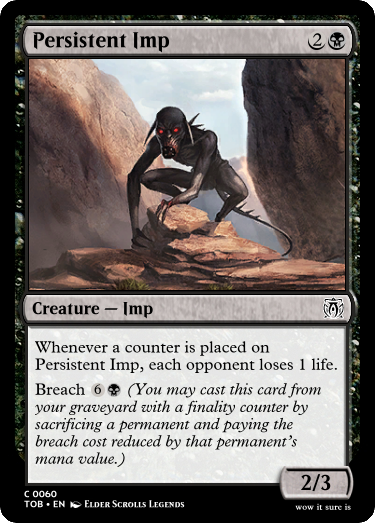 Persistent Imp 2
Creature — Imp
Whenever a counter is placed on
Persistent Imp, each opponent loses 1 life.
Breach 6 (You may cast this card from
your graveyard with a finality counter by
sacrificing a permanent and paying the
breach cost reduced by that permanent's
mana value.)
2/3
C 0060
TOB • EN Elder Scrolls Legends
wow it sure is